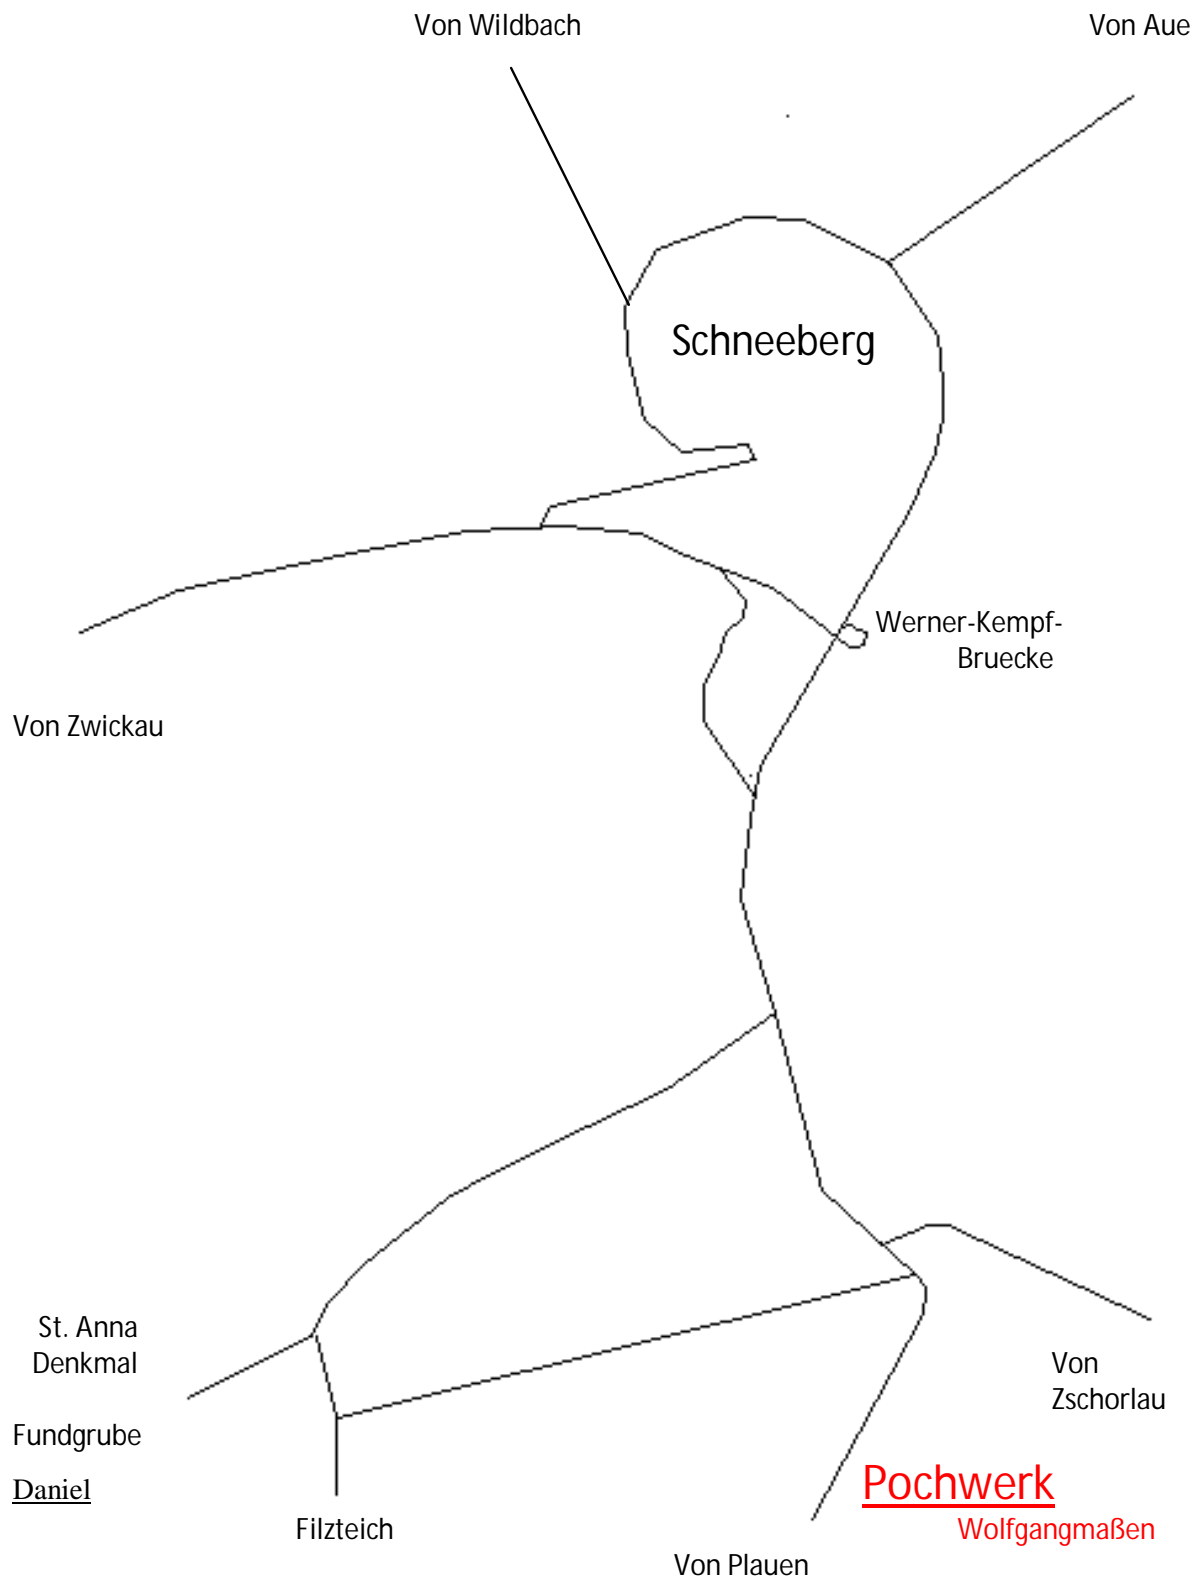 Von Wildbach
Von Aue
Schneeberg
Werner-Kempf-
Bruecke
Von Zwickau
St. Anna
Denkmal
Von
Zschorlau
Fundgrube
Daniel
Pochwerk
Wolfgangmaßen
Filzteich
Von Plauen